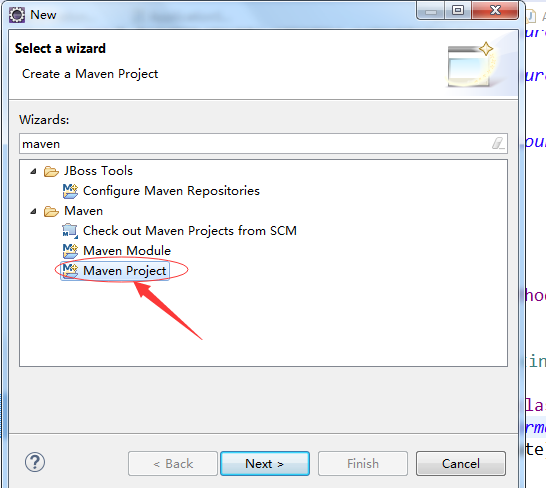 New
Select a wizard
Create a Maven Project
Wizards:
maven
JBoss Tools
Configure Maven Repositories
Maven
Check out Maven Projects from SCM
Maven Module
Maven Project
< Back
Next >
Finish
Cancel